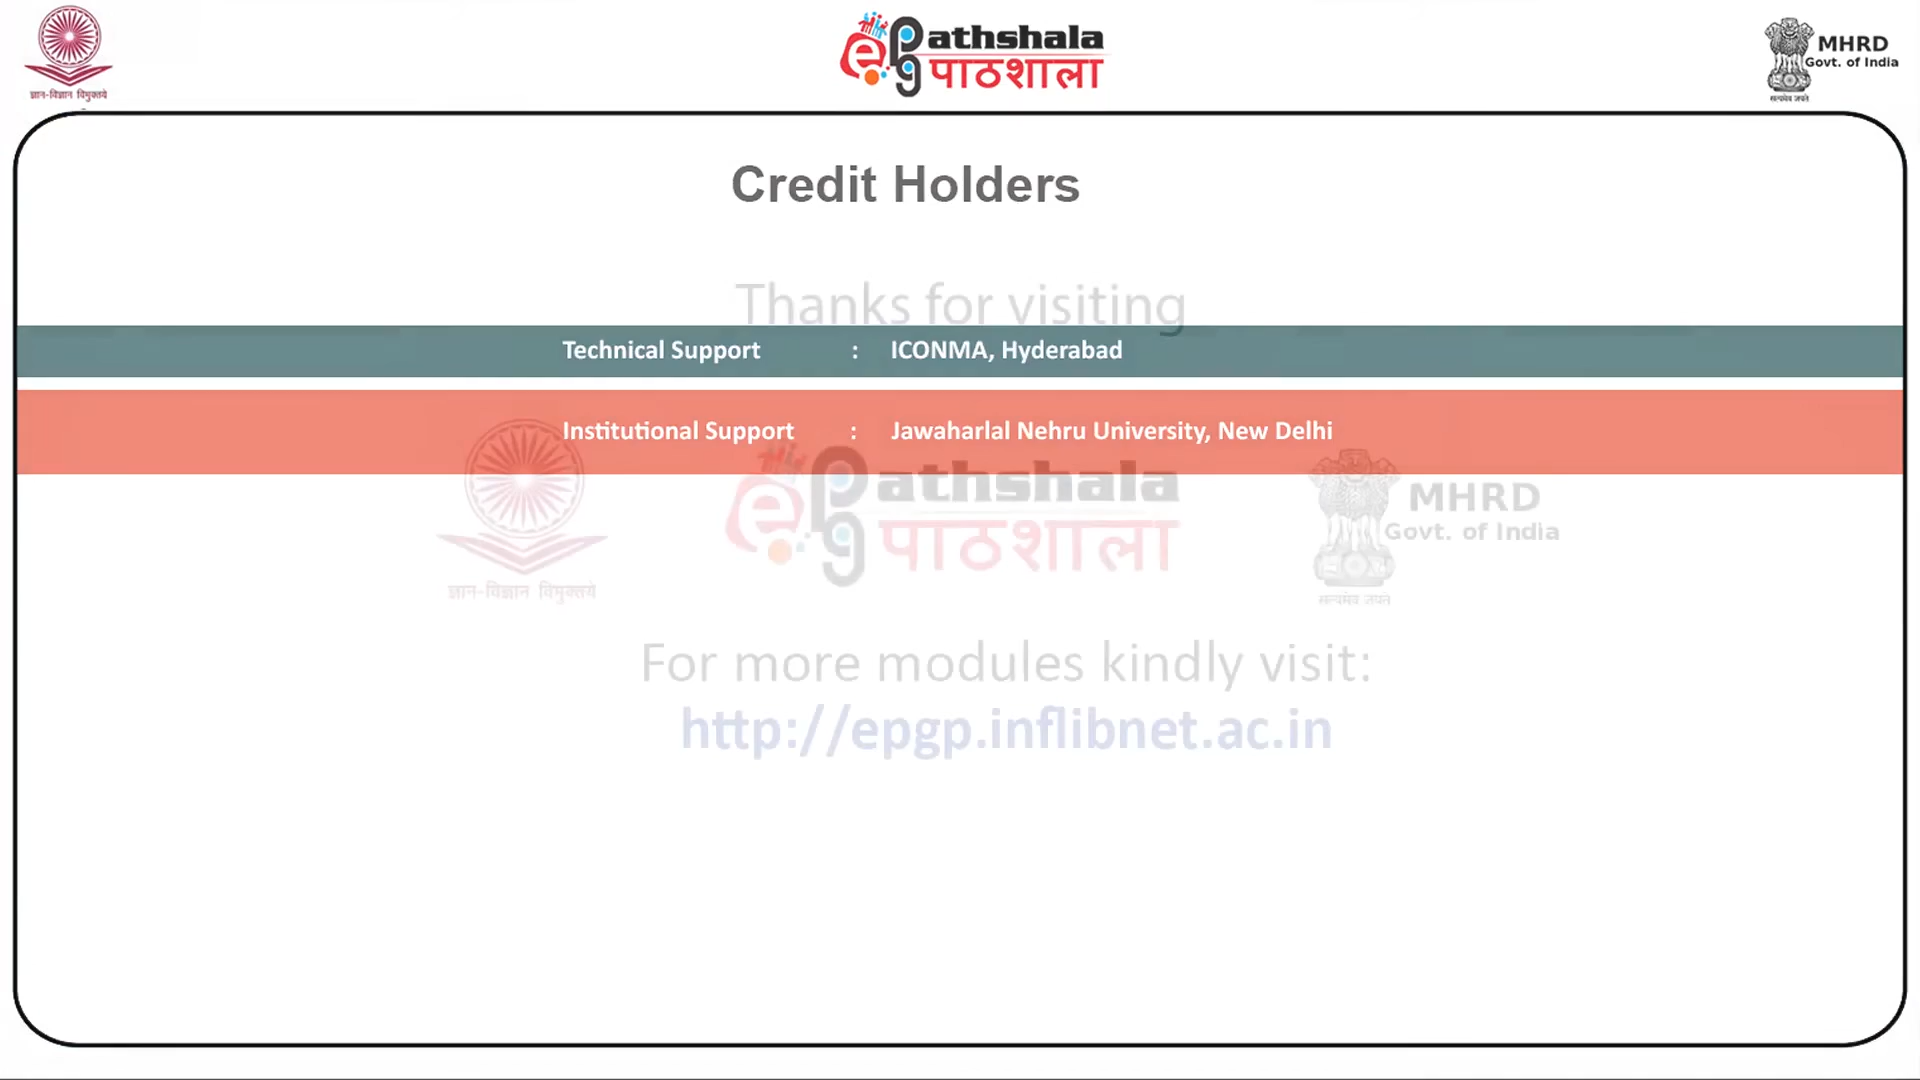 ज्ञान-विज्ञान विमुक्तये
ePG Pathshala
पाठशाला
MHRD
Govt. of India
सत्यमेव जयते
Credit Holders
Thanks for visiting
Technical Support : ICONMA, Hyderabad
Institutional Support : Jawaharlal Nehru University, New Delhi
ePG Pathshala
पाठशाला
MHRD
Govt. of India
ज्ञान-विज्ञान विमुक्तये
सत्यमेव जयते
For more modules kindly visit:
http://epgp.inflibnet.ac.in